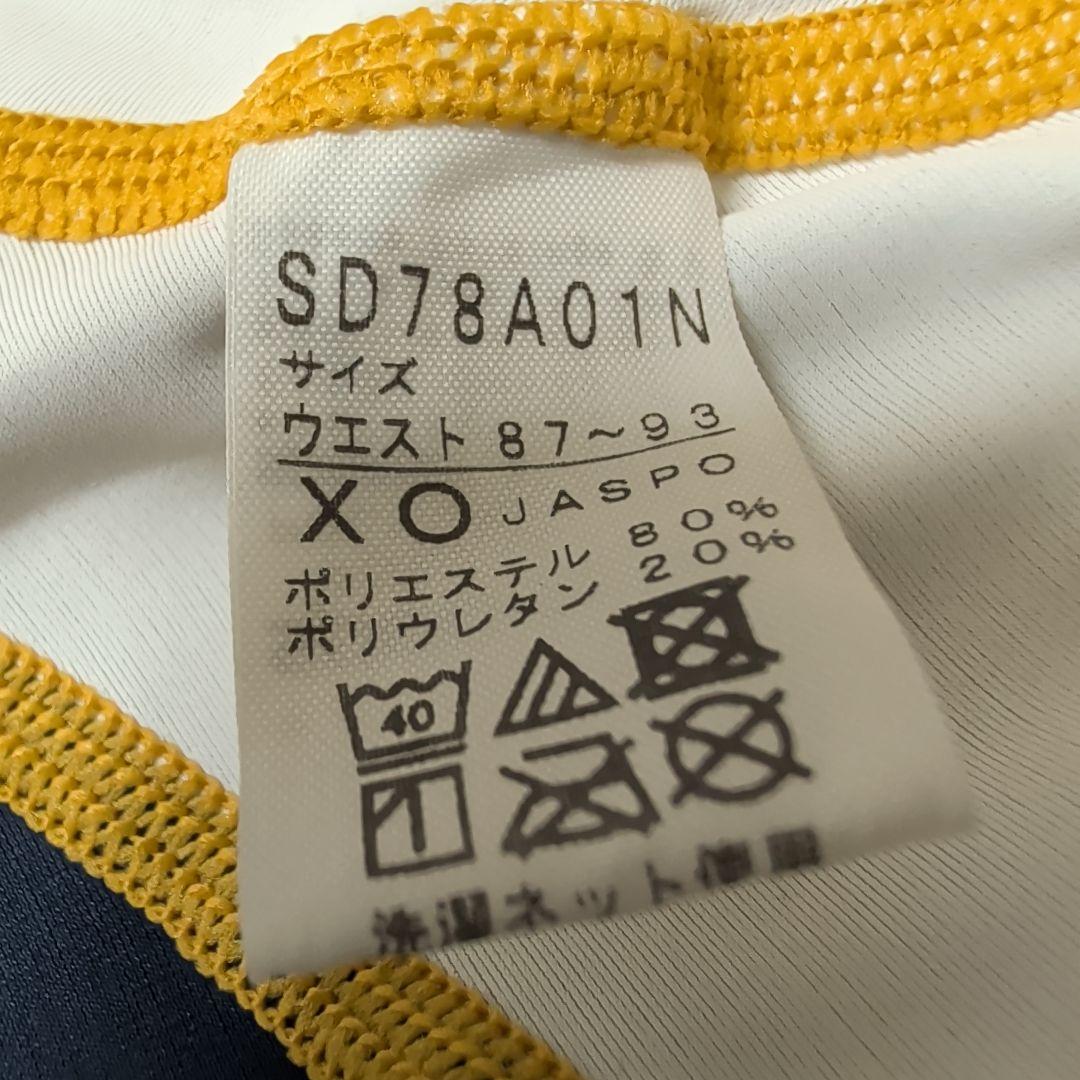 SD78A01N
サイズ
ウエスト 87～93
XO JASPO
ポリエステル 80%
ポリウレタン 20%
40
洗濯ネット使用